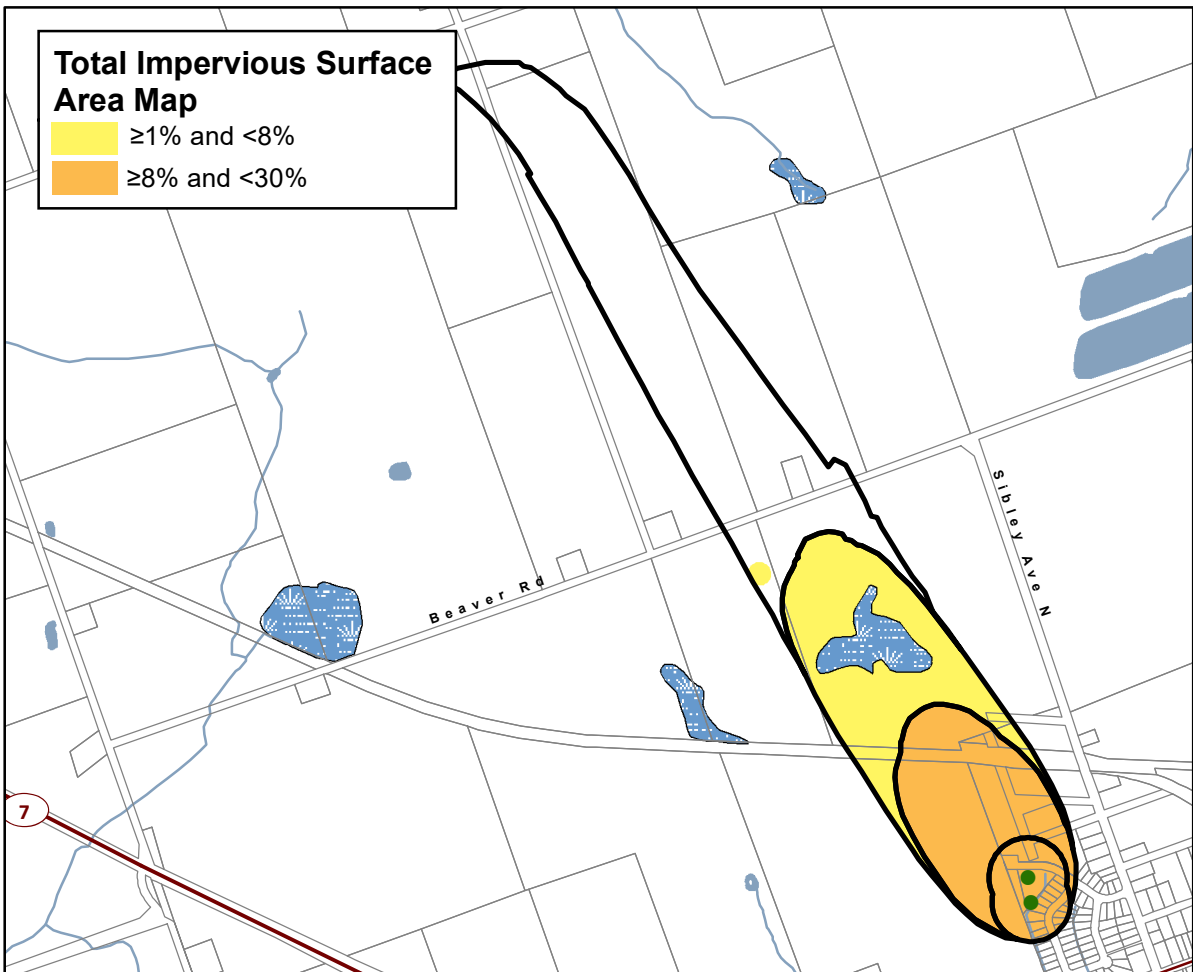 Total Impervious Surface
Area Map
≥1% and <8%
≥8% and <30%
Sibley Ave N
Beaver Rd
7